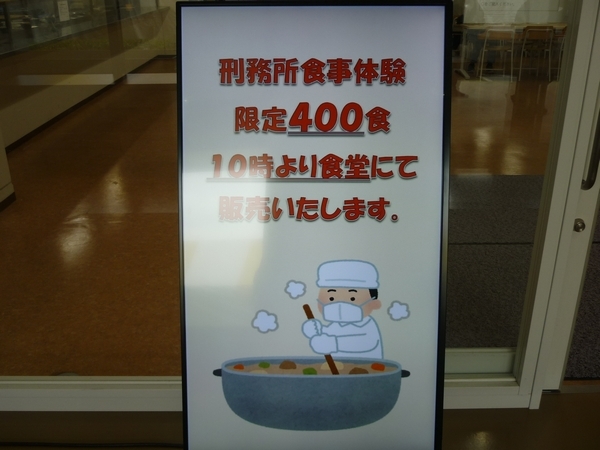 刑務所食事体験
限定400食
10時より食堂にて
販売いたします。